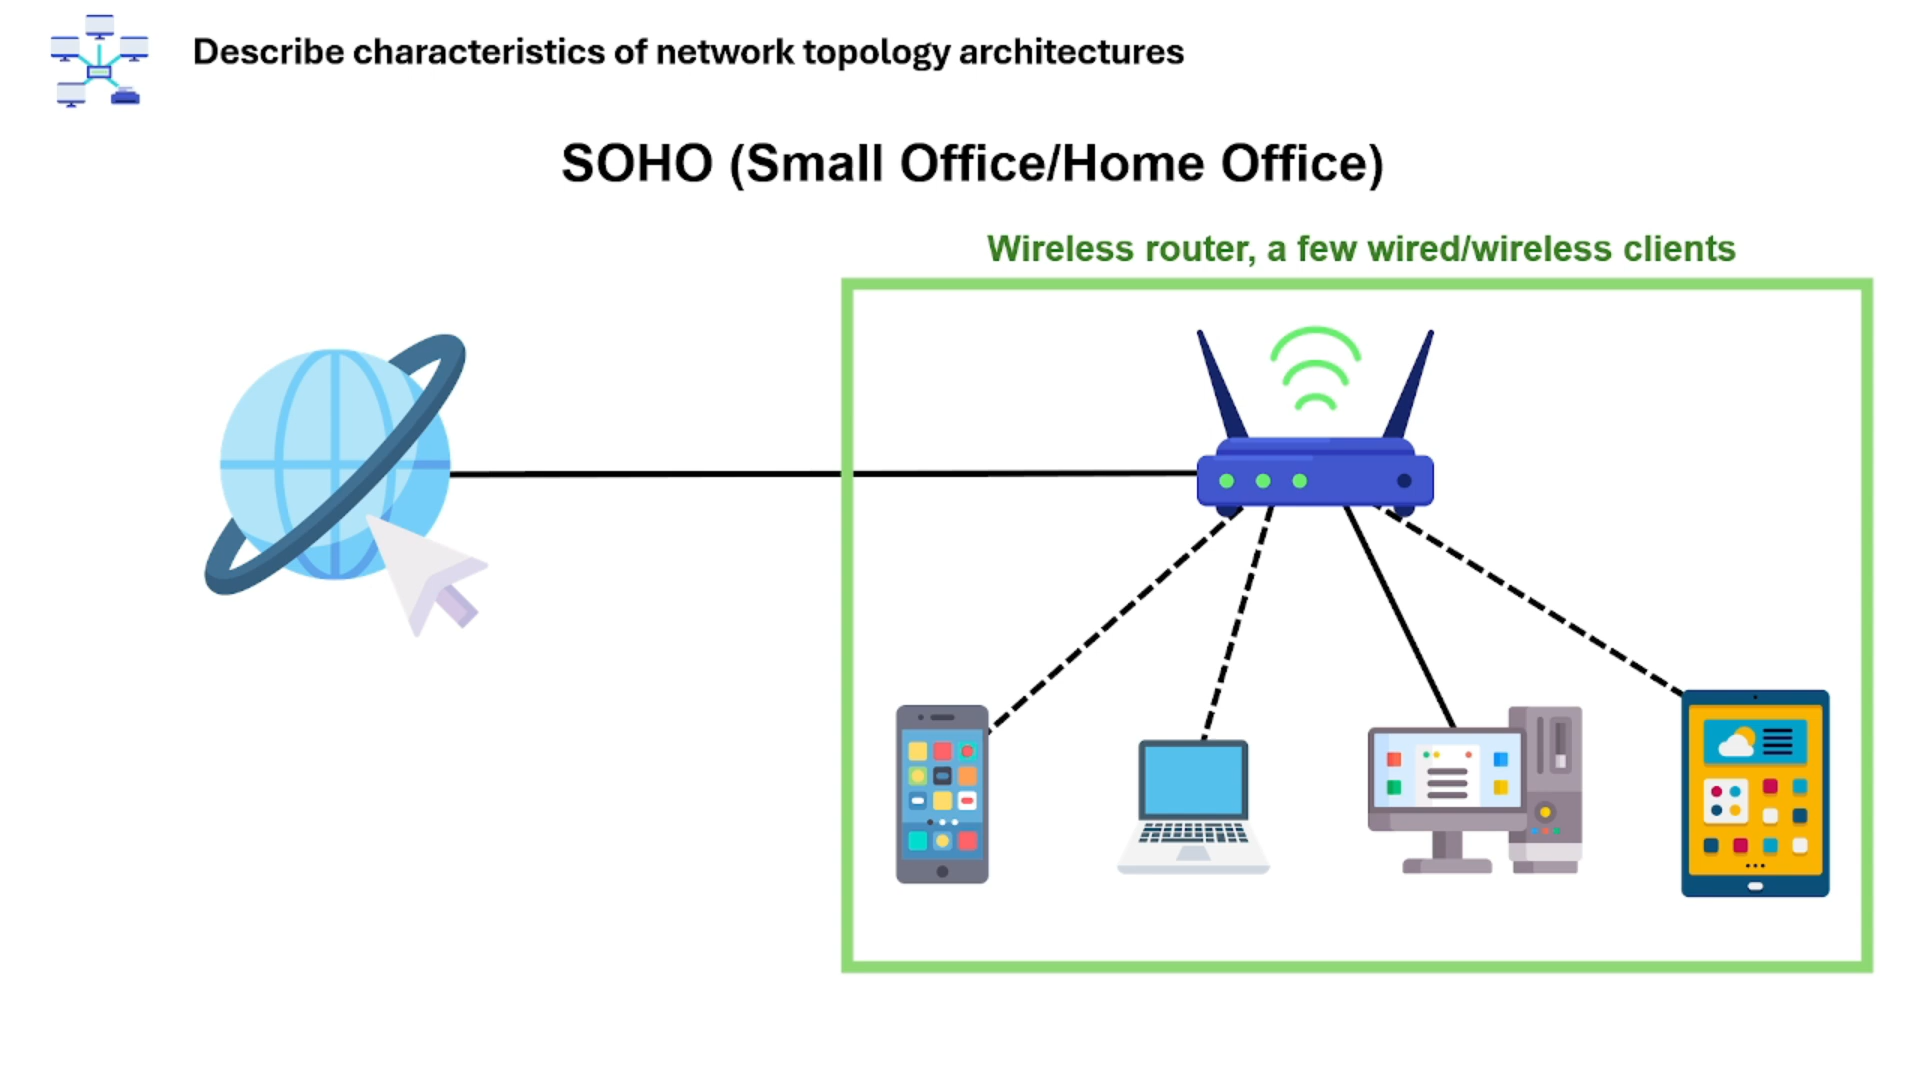 Describe characteristics of network topology architectures
SOHO (Small Office/Home Office)
Wireless router, a few wired/wireless clients